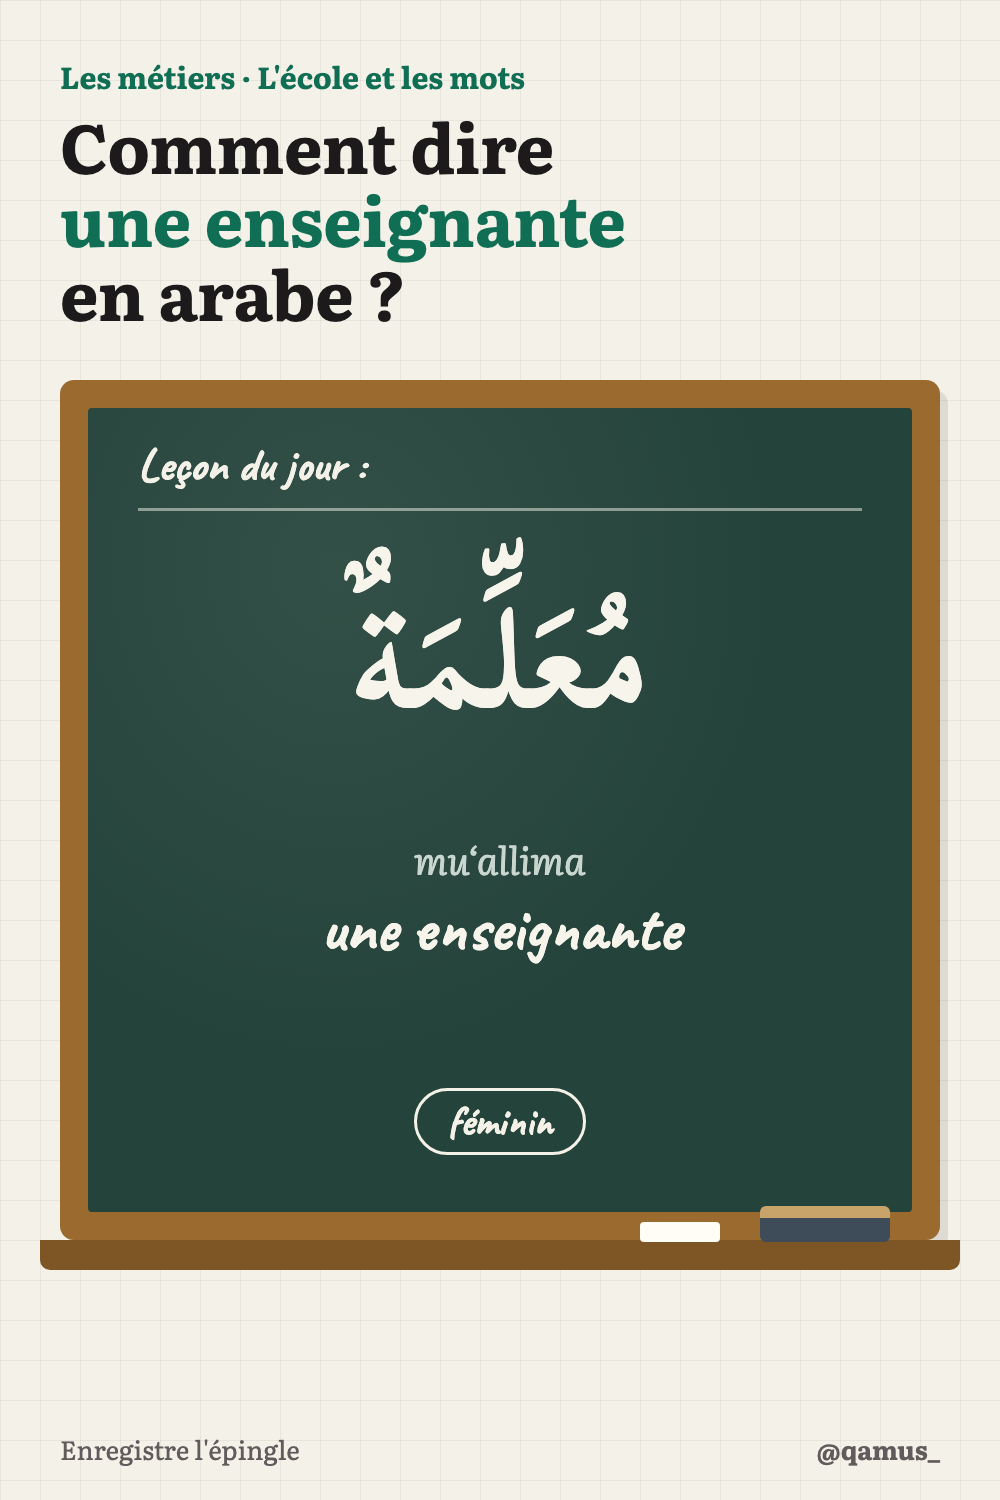 Les métiers · L'école et les mots
Comment dire
une enseignante
en arabe ?
Leçon du jour :
مُعَلِّمَةٌ
mu‘allima
une enseignante
féminin
Enregistre l'épingle
@qamus_